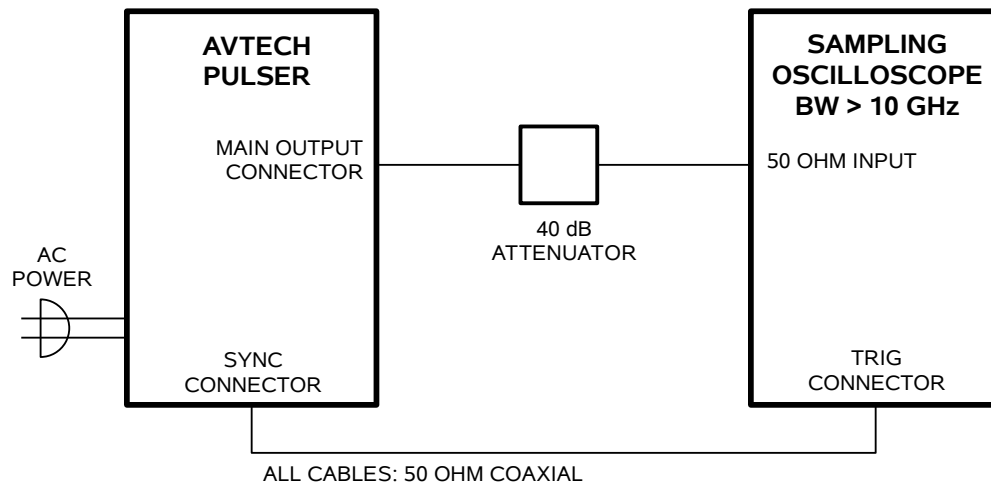 AVTECH
PULSER
MAIN OUTPUT
CONNECTOR
AC
POWER
SYNC
CONNECTOR
40 dB
ATTENUATOR
SAMPLING
OSCILLOSCOPE
BW > 10 GHz
50 OHM INPUT
TRIG
CONNECTOR
ALL CABLES: 50 OHM COAXIAL